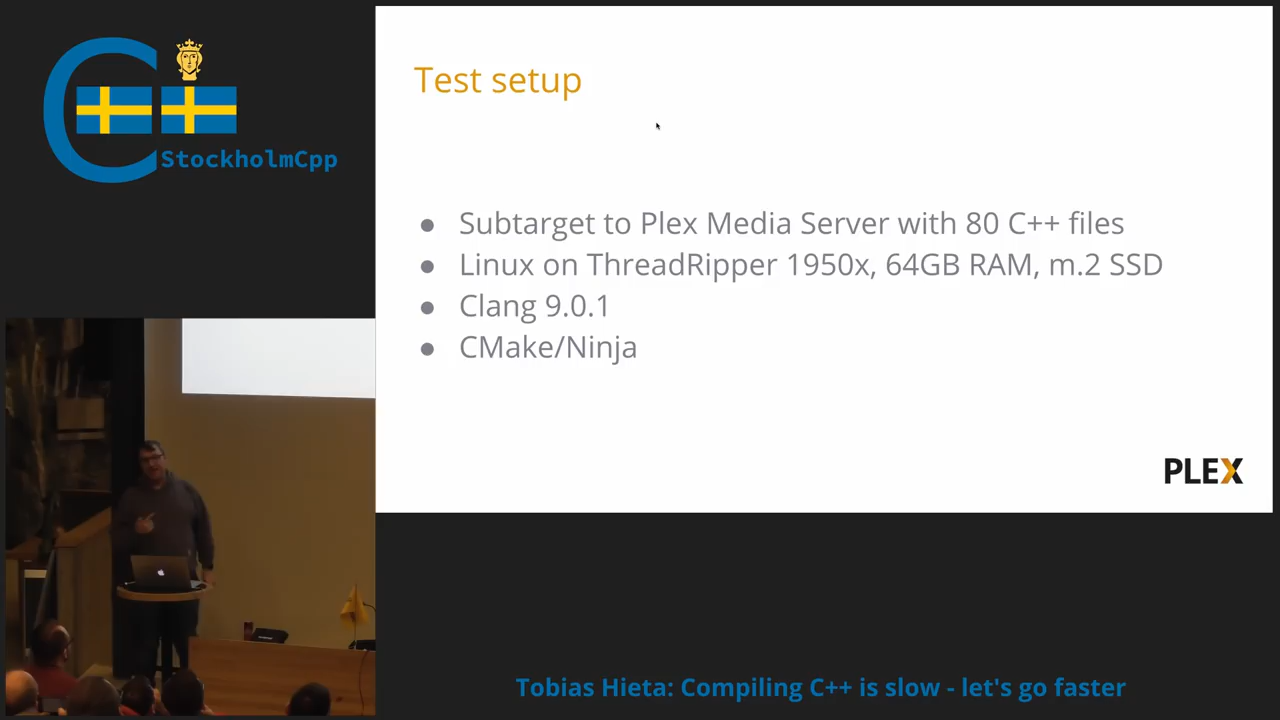 StockholmCpp
Test setup
● Subtarget to Plex Media Server with 80 C++ files
● Linux on ThreadRipper 1950x, 64GB RAM, m.2 SSD
● Clang 9.0.1
● CMake/Ninja
PLEX
Tobias Hieta: Compiling C++ is slow - let's go faster